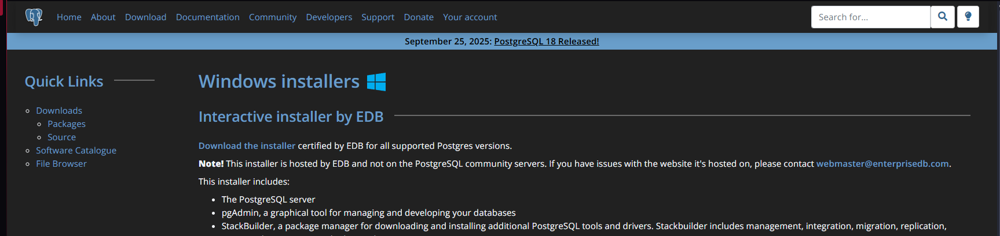 Home About Download Documentation Community Developers Support Donate Your account Search for...
September 25, 2025: PostgreSQL 18 Released!
Quick Links
Downloads
Packages
Source
Software Catalogue
File Browser
Windows installers
Interactive installer by EDB
Download the installer certified by EDB for all supported Postgres versions.
Note! This installer is hosted by EDB and not on the PostgreSQL community servers. If you have issues with the website it's hosted on, please contact webmaster@enterprisedb.com.
This installer includes:
The PostgreSQL server
pgAdmin, a graphical tool for managing and developing your databases
StackBuilder, a package manager for downloading and installing additional PostgreSQL tools and drivers. Stackbuilder includes management, integration, migration, replication,